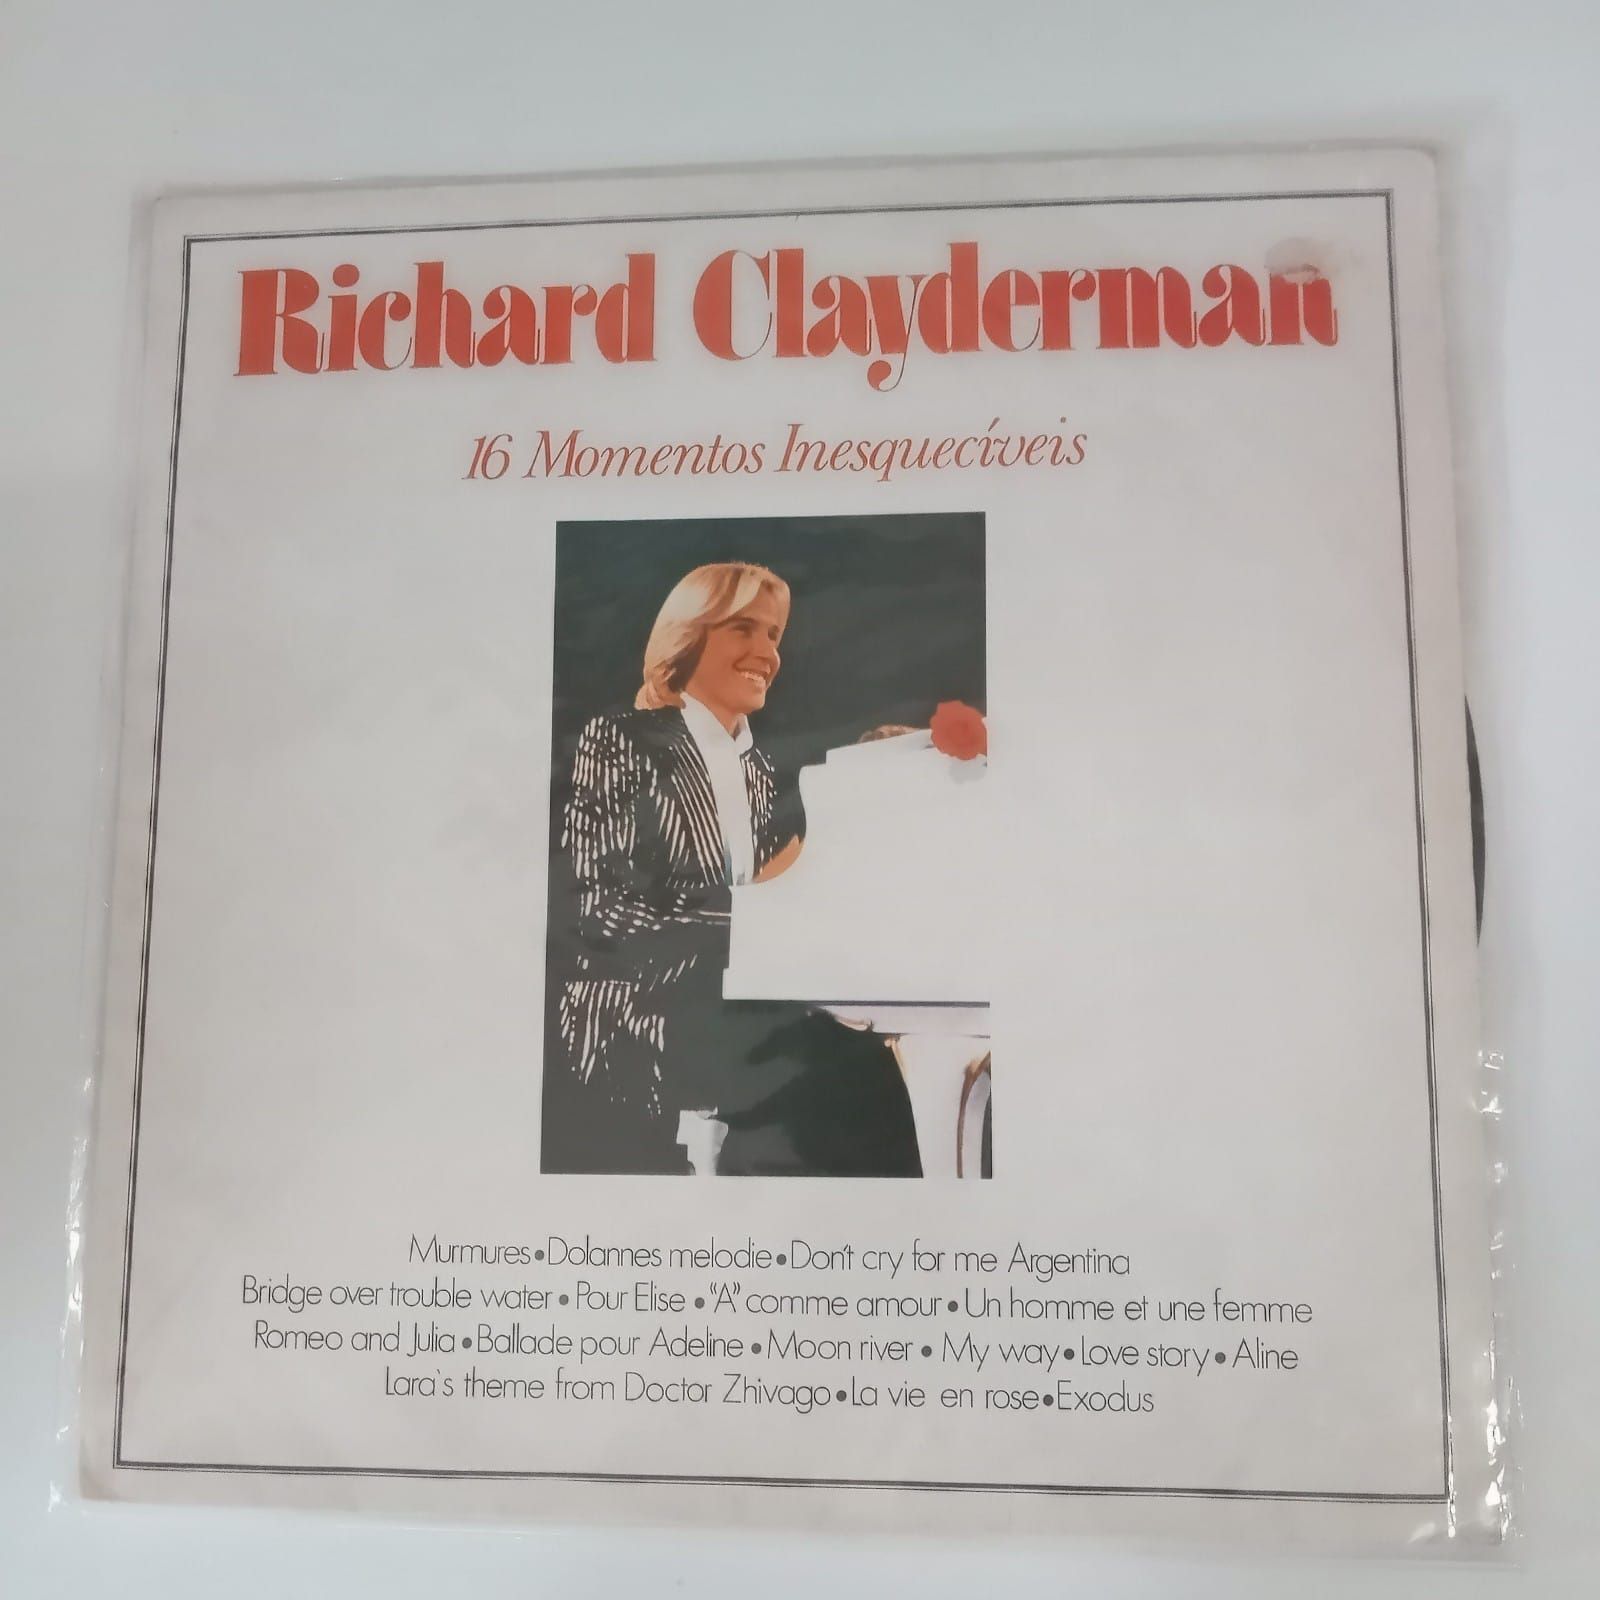 Richard Clayderman
16 Momentos Inesquecíveis
Murmures•Dolannes melodie•Don't cry for me Argentina
Bridge over trouble water•Pour Elise•"A" comme amour•Un homme et une femme
Romeo and Julia•Ballade pour Adeline•Moon river•My way•Love story•Aline
Lara's theme from Doctor Zhivago•La vie en rose•Exodus